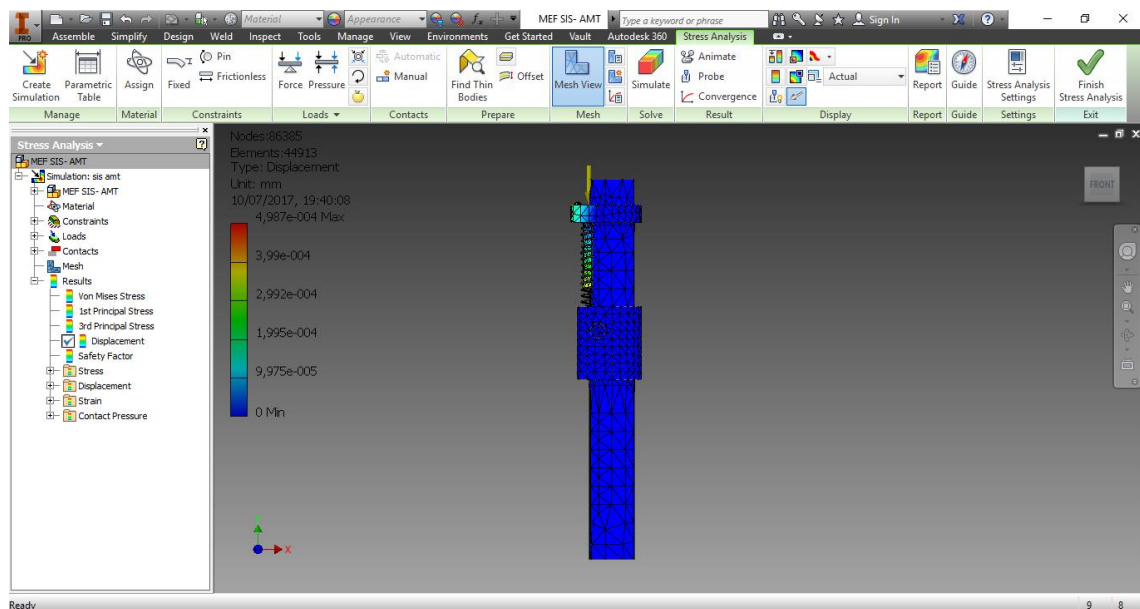 PRO
Material
Appearance
MEF SIS- AMT
Type a keyword or phrase
Sign In
Assemble Simplify Design Weld Inspect Tools Manage View Environments Get Started Vault Autodesk 360 Stress Analysis
Create Simulation
Parametric Table
Assign
Fixed
Pin
Frictionless
Force
Pressure
Automatic
Manual
Find Thin Bodies
Offset
Mesh View
Simulate
Animate
Probe
Convergence
Actual
Report
Guide
Stress Analysis Settings
Finish Stress Analysis
Manage Material Constraints Loads Contacts Prepare Mesh Solve Result Display Report Guide Settings Exit
Stress Analysis
MEF SIS- AMT
Simulation: sis amt
MEF SIS- AMT
Material
Constraints
Loads
Contacts
Mesh
Results
Von Mises Stress
1st Principal Stress
3rd Principal Stress
Displacement
Safety Factor
Stress
Displacement
Strain
Contact Pressure
Nodes:86385
Elements:44913
Type: Displacement
Unit: mm
10/07/2017, 19:40:08
4,987e-004 Max
3,99e-004
2,992e-004
1,995e-004
9,975e-005
0 Min
FRONT
X
Ready
9 8